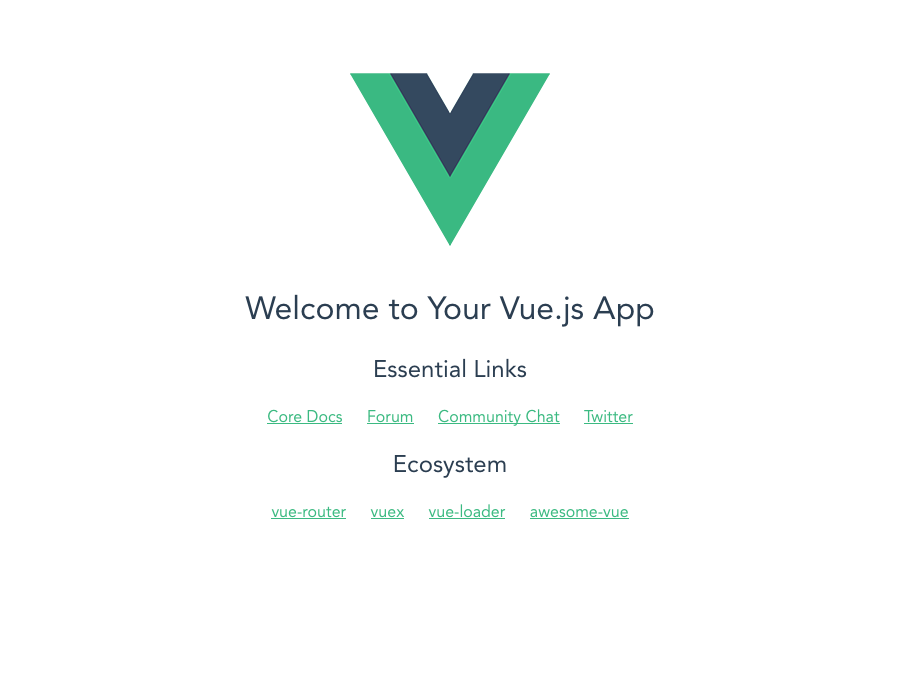 Welcome to Your Vue.js App
Essential Links
Core Docs Forum Community Chat Twitter
Ecosystem
vue-router vuex vue-loader awesome-vue